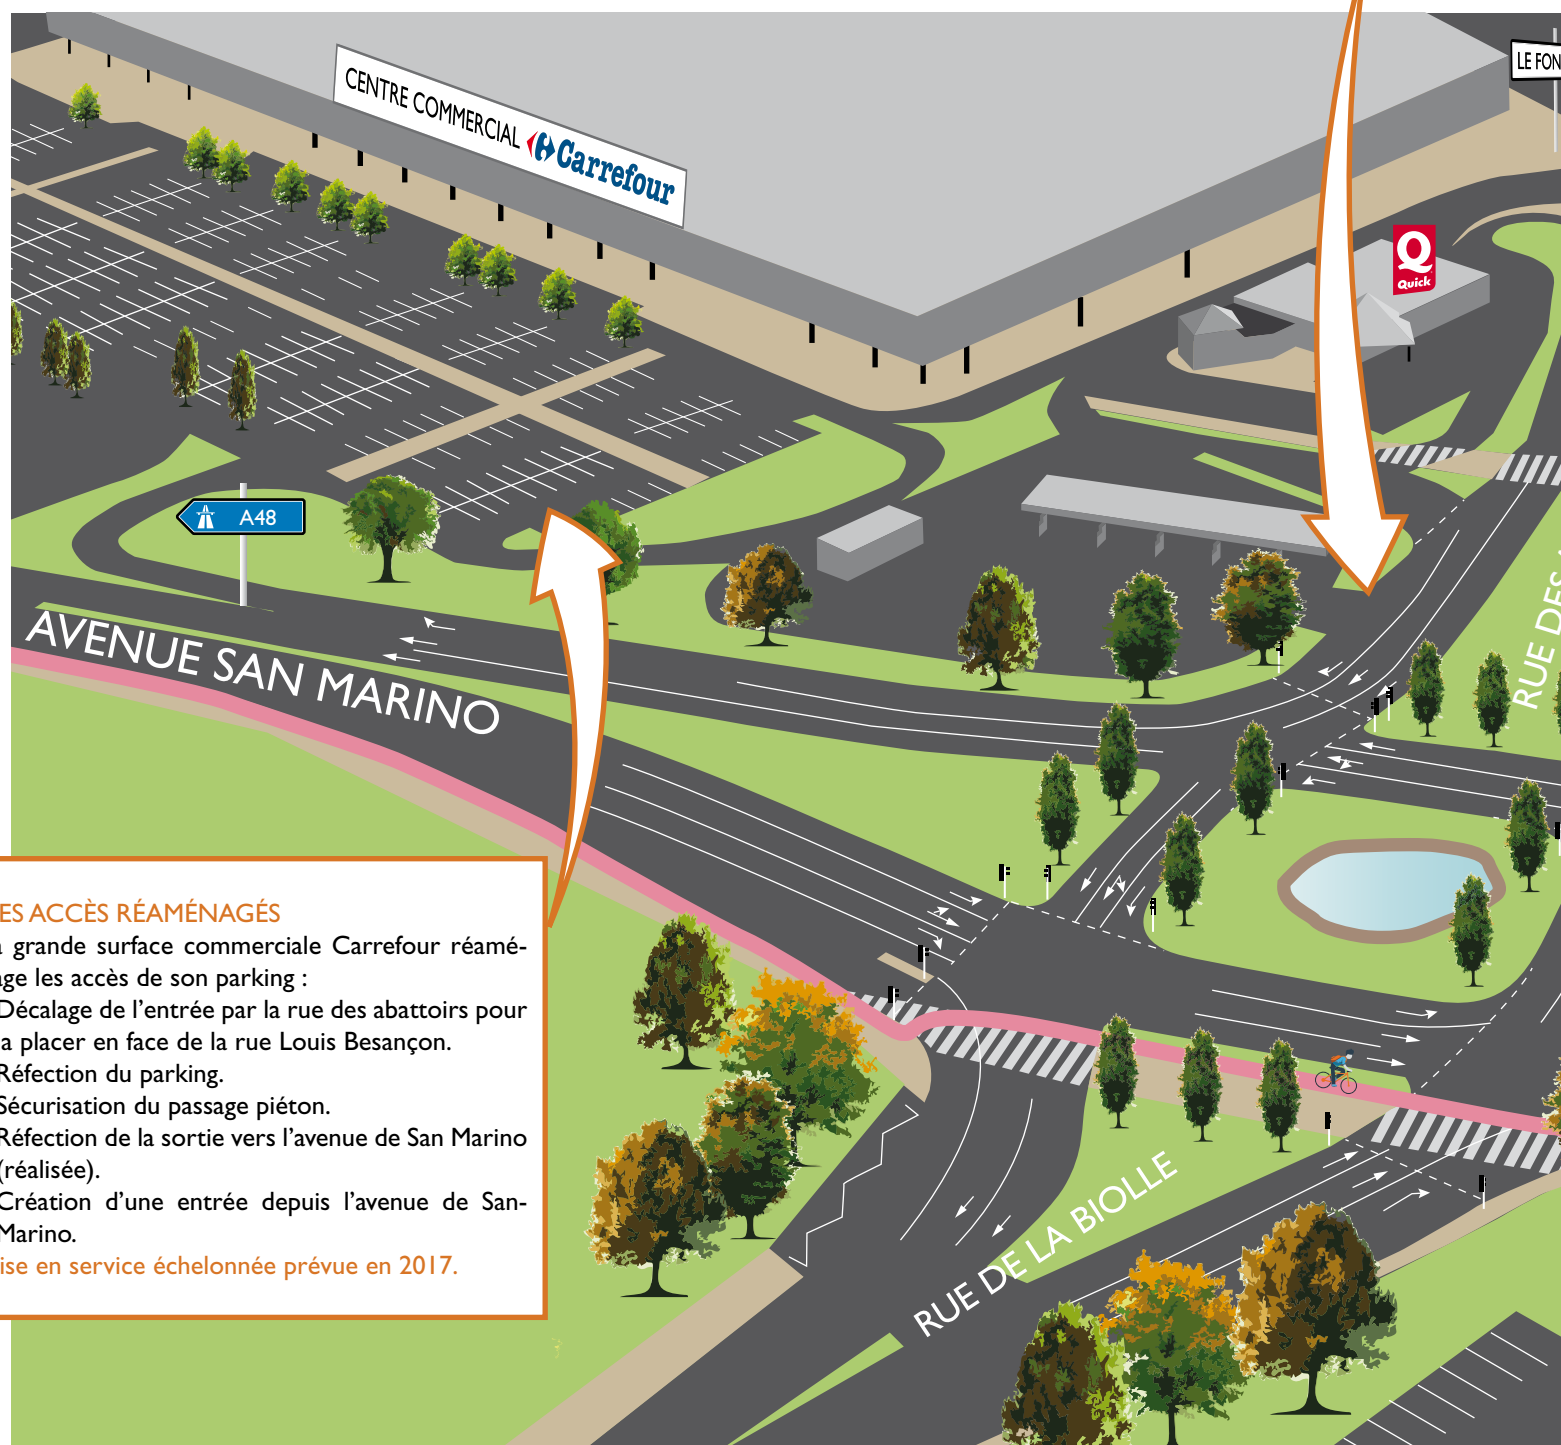 CENTRE COMMERCIAL Carrefour
LE FON
Q
Quick
A48
AVENUE SAN MARINO
RUE DES
ES ACCÈS RÉAMÉNAGÉS
grande surface commerciale Carrefour réamé-
ge les accès de son parking :
Décalage de l'entrée par la rue des abattoirs pour
la placer en face de la rue Louis Besançon.
Réfection du parking.
Sécurisation du passage piéton.
Réfection de la sortie vers l'avenue de San Marino
(réalisée).
Création d'une entrée depuis l'avenue de San-
Marino.
ise en service échelonnée prévue en 2017.
RUE DE LA BIOLLE